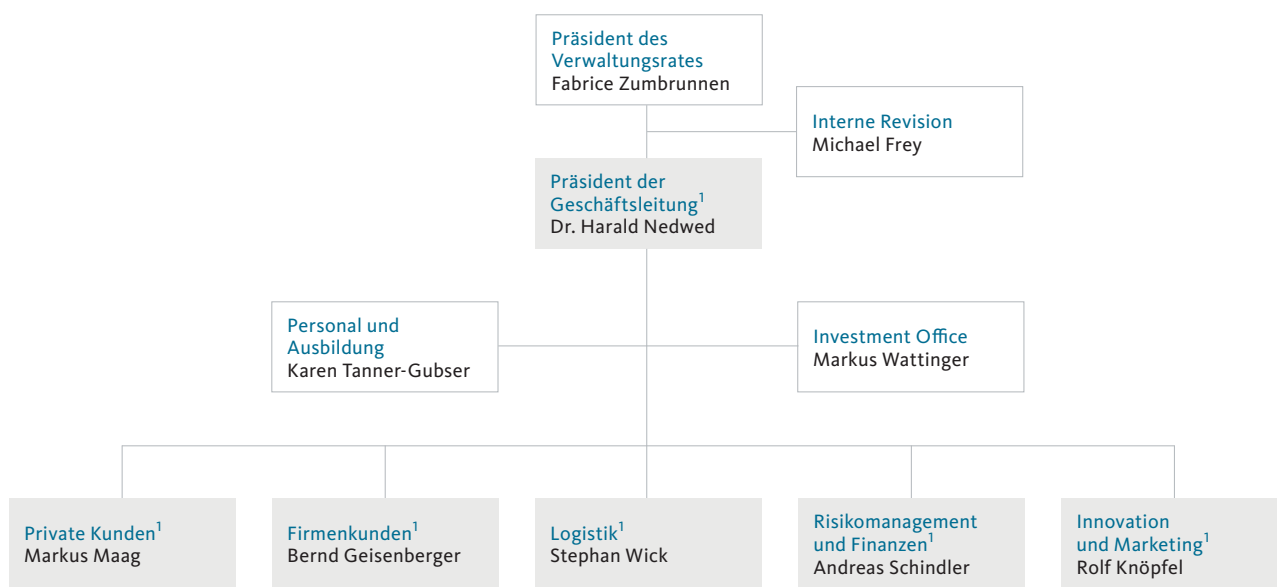 Präsident des
Verwaltungsrates
Fabrice Zumbrunnen
Interne Revision
Michael Frey
Präsident der
Geschäftsleitung¹
Dr. Harald Nedwed
Personal und
Ausbildung
Karen Tanner-Gubser
Investment Office
Markus Wattinger
Private Kunden¹
Markus Maag
Firmenkunden¹
Bernd Geisenberger
Logistik¹
Stephan Wick
Risikomanagement
und Finanzen¹
Andreas Schindler
Innovation
und Marketing¹
Rolf Knöpfel